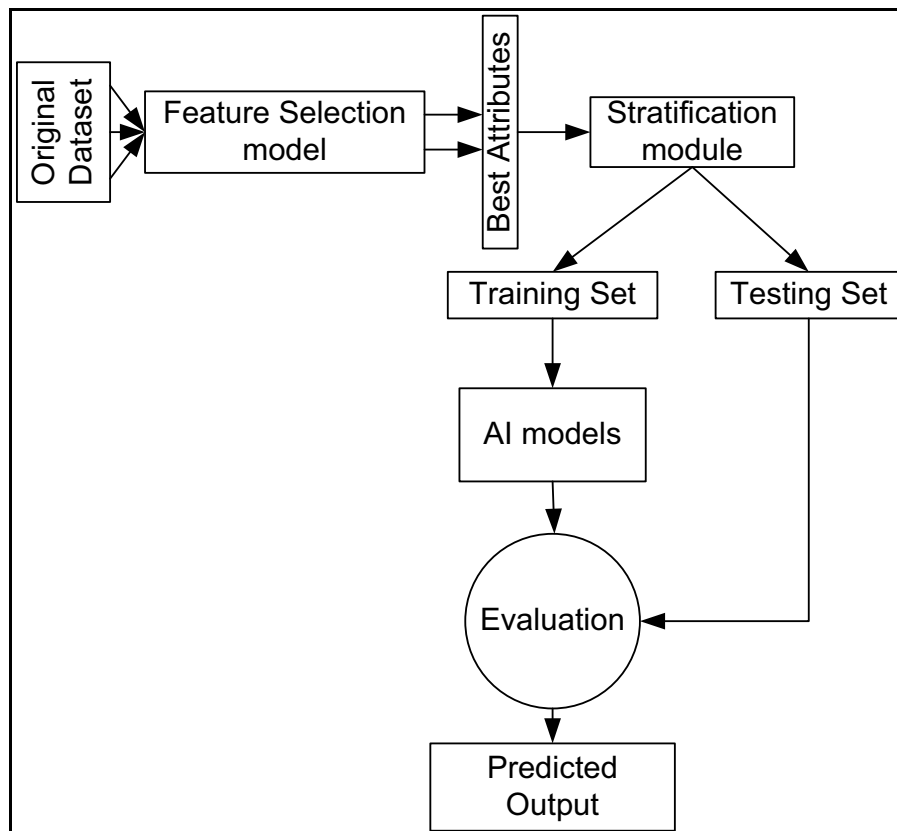 Original
Dataset
Feature Selection
model
Best Attributes
Stratification
module
Training Set
Testing Set
AI models
Evaluation
Predicted
Output